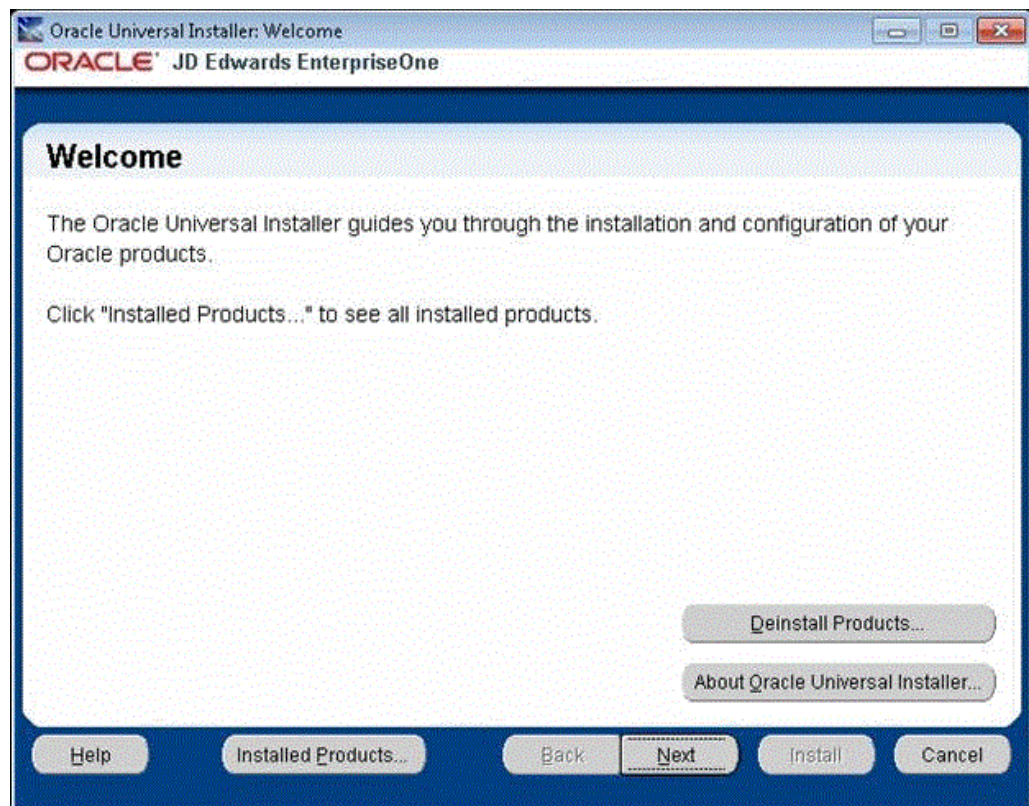 Oracle Universal Installer: Welcome
ORACLE® JD Edwards EnterpriseOne
Welcome
The Oracle Universal Installer guides you through the installation and configuration of your
Oracle products.
Click "Installed Products..." to see all installed products.
Deinstall Products...
About Oracle Universal Installer...
Help Installed Products... Back Next Install Cancel